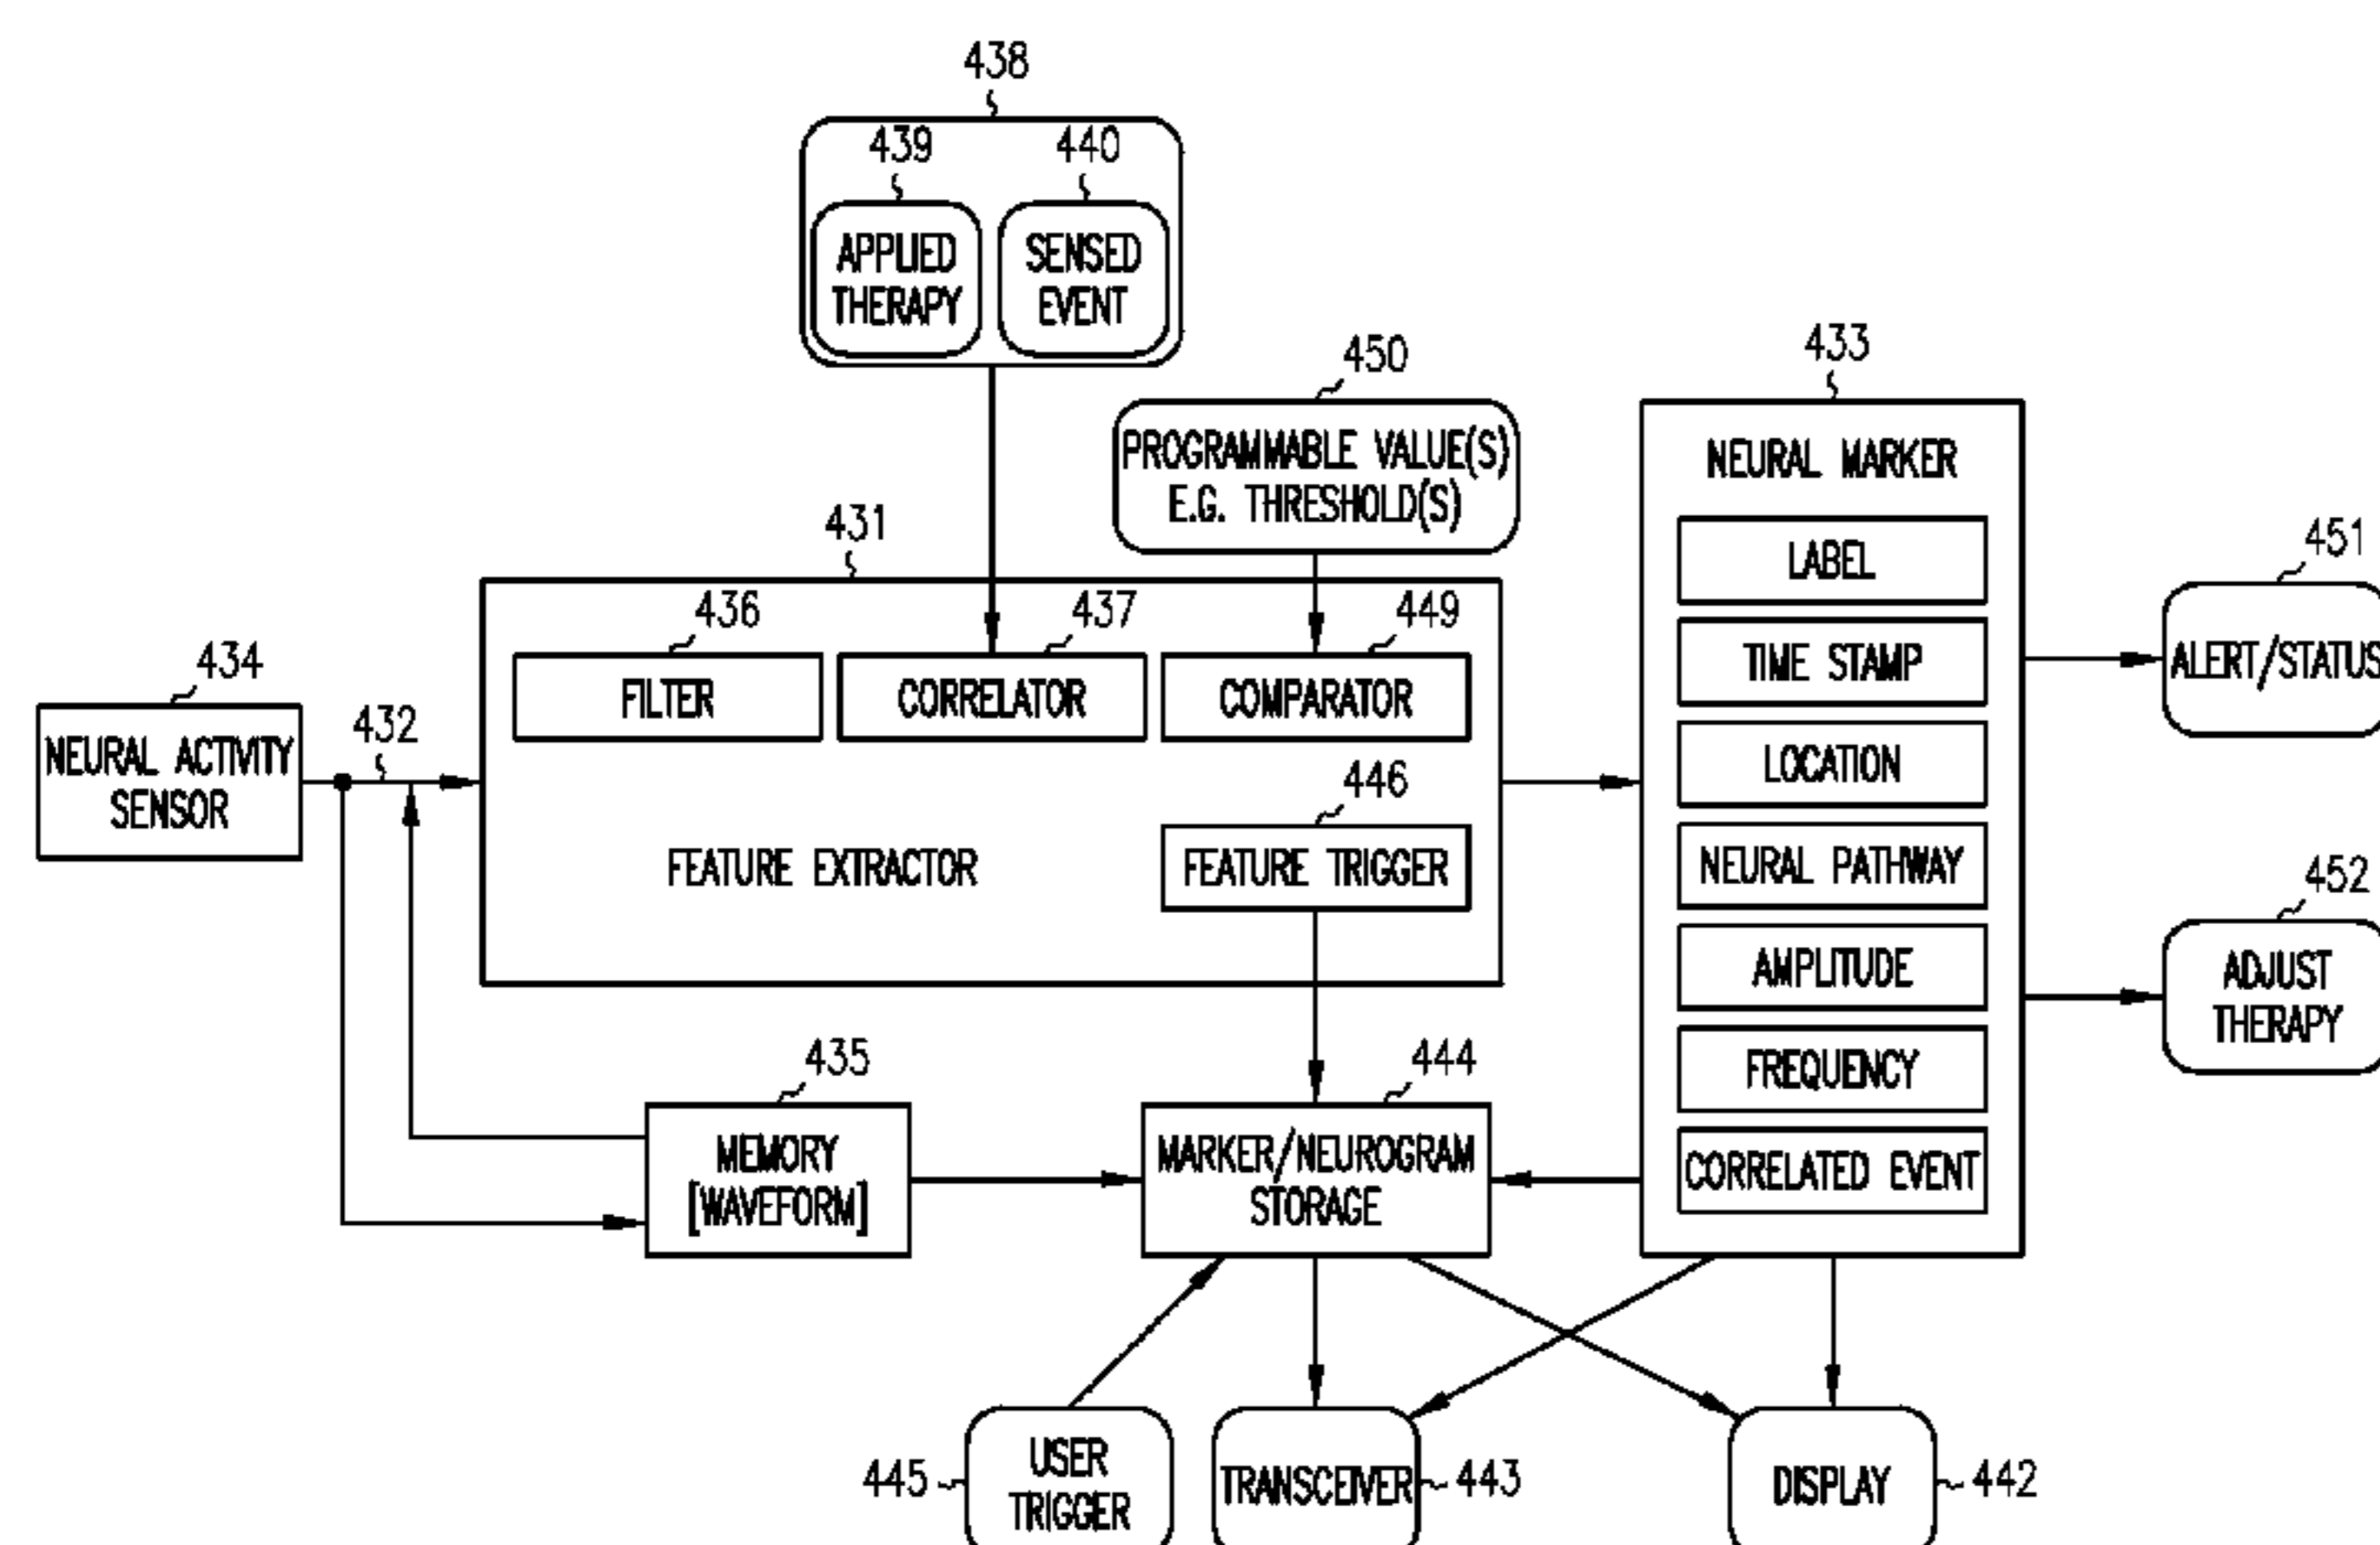 438
439
440
APPLIED
THERAPY
SENSED
EVENT
450
PROGRAMMABLE VALUE(S)
E.G. THRESHOLD(S)
433
NEURAL MARKER
LABEL
TIME STAMP
LOCATION
NEURAL PATHWAY
AMPLITUDE
FREQUENCY
CORRELATED EVENT
451
ALERT/STATUS
452
ADJUST
THERAPY
431
436
FILTER
437
CORRELATOR
449
COMPARATOR
446
FEATURE EXTRACTOR
FEATURE TRIGGER
434
NEURAL ACTIVITY
SENSOR
432
435
MEMORY
[WAVEFORM]
444
MARKER/NEUROGRAM
STORAGE
445
USER
TRIGGER
TRANSCEIVER
443
DISPLAY
442